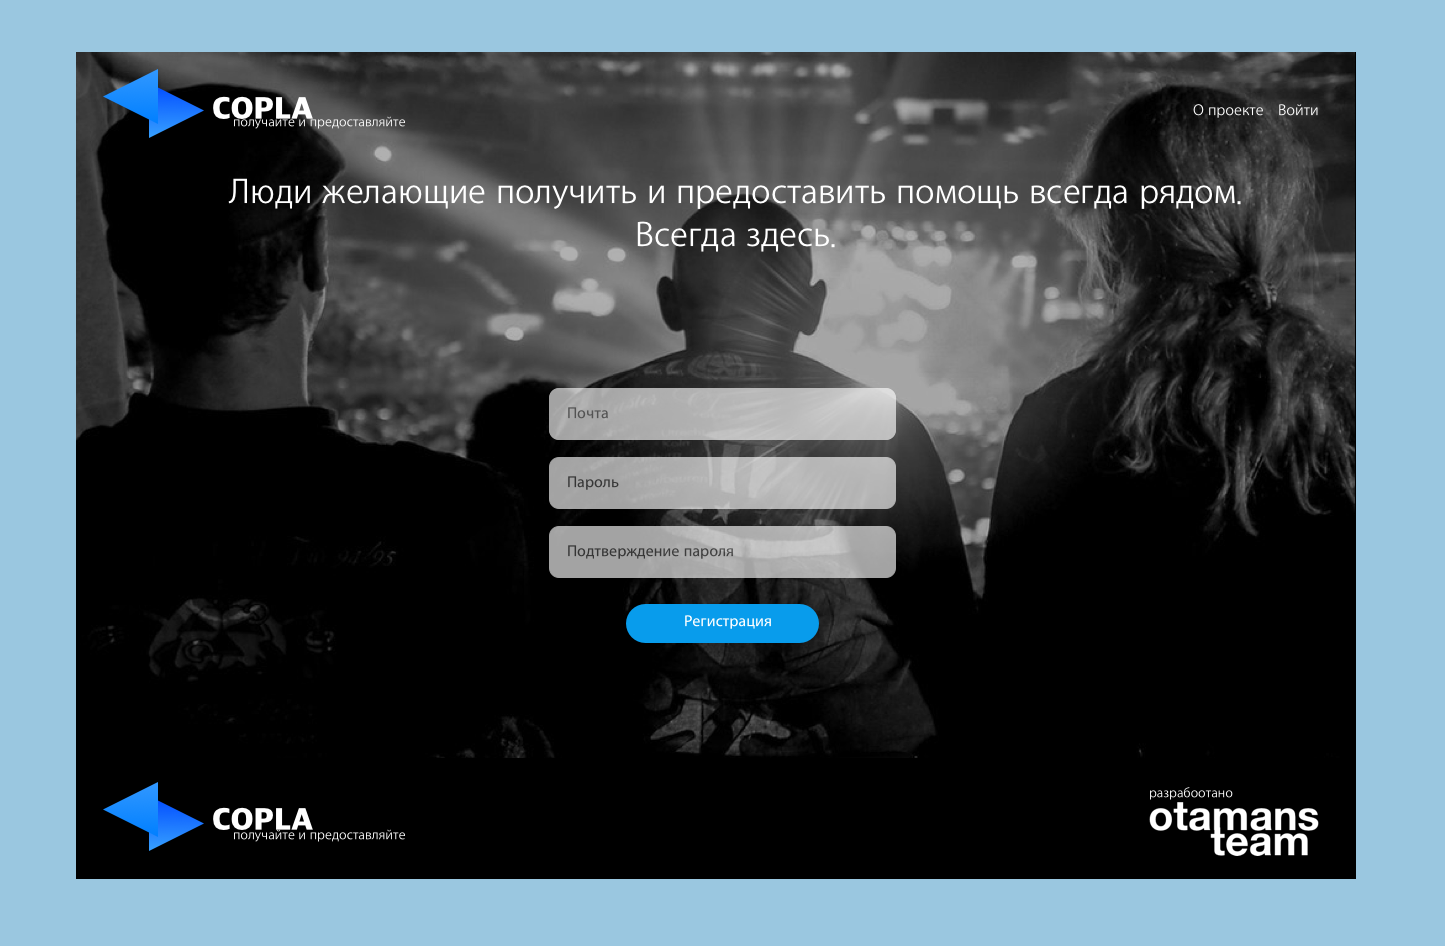 COPLA
получайте и предоставляйте
О проекте Войти
Люди желающие получить и предоставить помощь всегда рядом.
Всегда здесь.
Почта
Пароль
Подтверждение пароля
Регистрация
COPLA
получайте и предоставляйте
разрабоотано
otamans
team